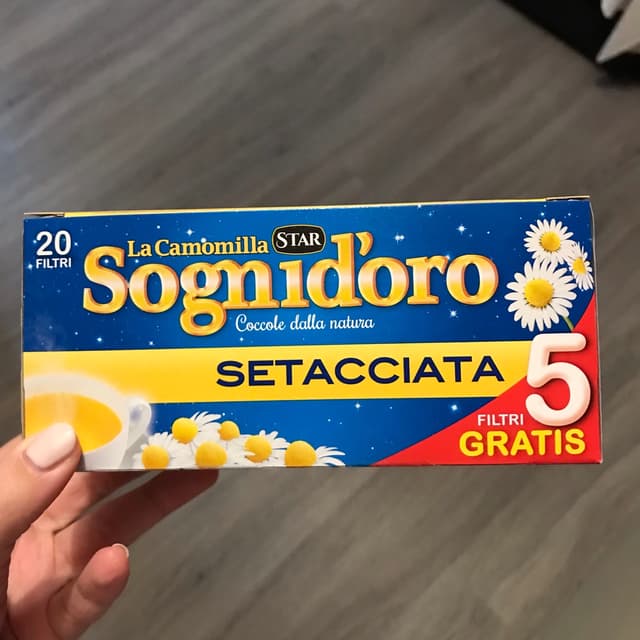 20
FILTRI
La Camomilla STAR
Sogni d'oro
Coccole dalla natura
SETACCIATA
5
FILTRI
GRATIS